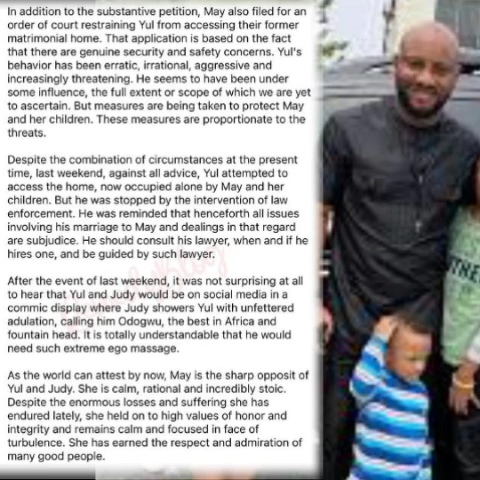 In addition to the substantive petition, May also filed for an
order of court restraining Yul from accessing their former
matrimonial home. That application is based on the fact
that there are genuine security and safety concerns. Yul's
behavior has been erratic, irrational, aggressive and
increasingly threatening. He seems to have been under
some influence, the full extent or scope of which we are yet
to ascertain. But measures are being taken to protect May
and her children. These measures are proportionate to the
threats.
Despite the combination of circumstances at the present
time, last weekend, against all advice, Yul attempted to
access the home, now occupied alone by May and her
children. But he was stopped by the intervention of law
enforcement. He was reminded that henceforth all issues
involving his marriage to May and dealings in that regard
are subjudice. He should consult his lawyer, when and if he
hires one, and be guided by such lawyer.
After the event of last weekend, it was not surprising at all
to hear that Yul and Judy would be on social media in a
commic display where Judy showers Yul with unfettered
adulation, calling him Odogwu, the best in Africa and
fountain head. It is totally understandable that he would
need such extreme ego massage.
As the world can attest by now, May is the sharp opposit of
Yul and Judy. She is calm, rational and incredibly stoic.
Despite the enormous losses and suffering she has
endured lately, she held on to high values of honor and
integrity and remains calm and focused in face of
turbulence. She has earned the respect and admiration of
many good people.